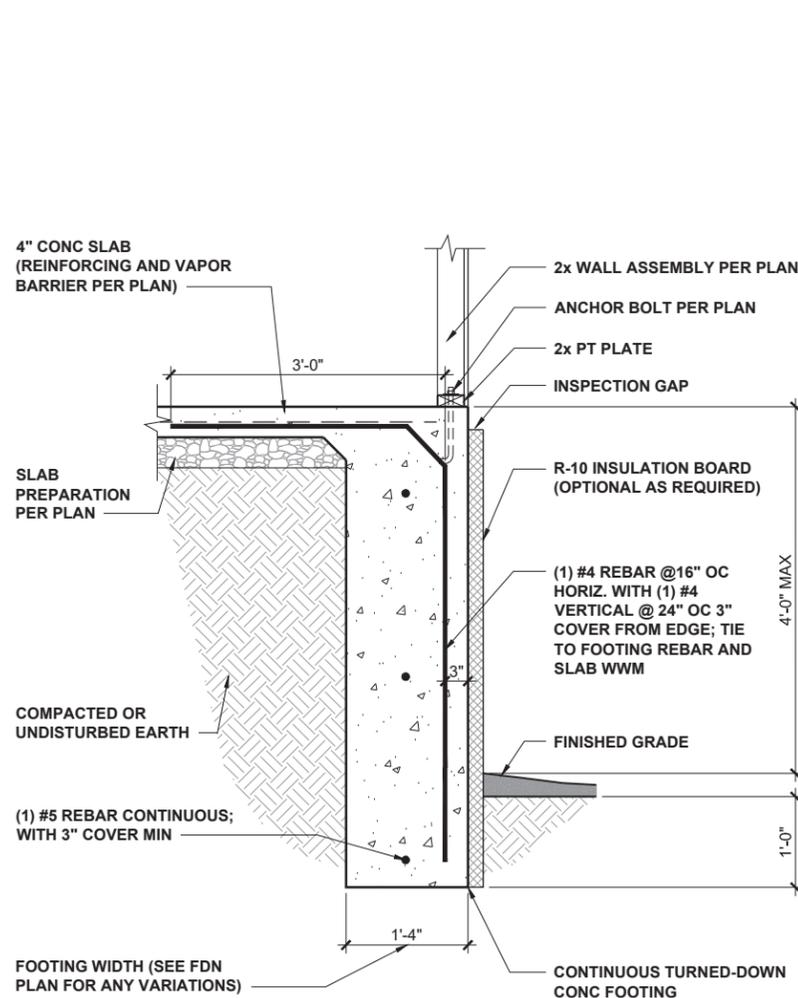 4" CONC SLAB
(REINFORCING AND VAPOR
BARRIER PER PLAN)
3'-0"
SLAB
PREPARATION
PER PLAN
COMPACTED OR
UNDISTURBED EARTH
(1) #5 REBAR CONTINUOUS;
WITH 3" COVER MIN
FOOTING WIDTH (SEE FDN
PLAN FOR ANY VARIATIONS)
1'-4"
3"
2x WALL ASSEMBLY PER PLAN
ANCHOR BOLT PER PLAN
2x PT PLATE
INSPECTION GAP
R-10 INSULATION BOARD
(OPTIONAL AS REQUIRED)
(1) #4 REBAR @16" OC
HORIZ. WITH (1) #4
VERTICAL @ 24" OC 3"
COVER FROM EDGE; TIE
TO FOOTING REBAR AND
SLAB WWM
FINISHED GRADE
CONTINUOUS TURNED-DOWN
CONC FOOTING
4'-0" MAX
1'-0"